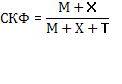 СКФ = М + Х / М + Х + Т